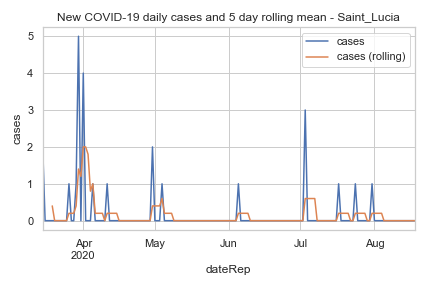 New COVID-19 daily cases and 5 day rolling mean - Saint_Lucia
cases
cases (rolling)
cases
5
4
3
2
1
0
Apr May Jun Jul Aug
2020
dateRep